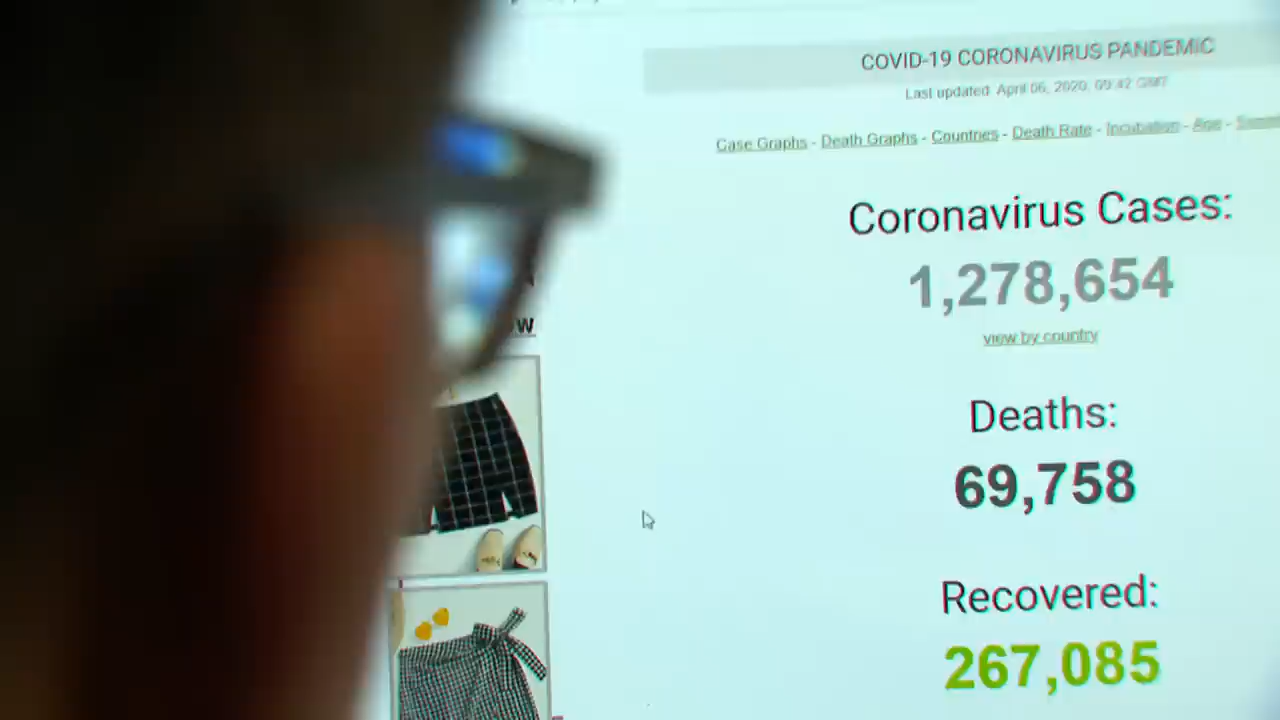 COVID-19 CORONAVIRUS PANDEMIC
Last updated: April 06, 2020, 09:42 GMT
Case Graphs - Death Graphs - Countries - Death Rate - Incubation - Age -
Coronavirus Cases:
1,278,654
view by country
Deaths:
69,758
Recovered:
267,085